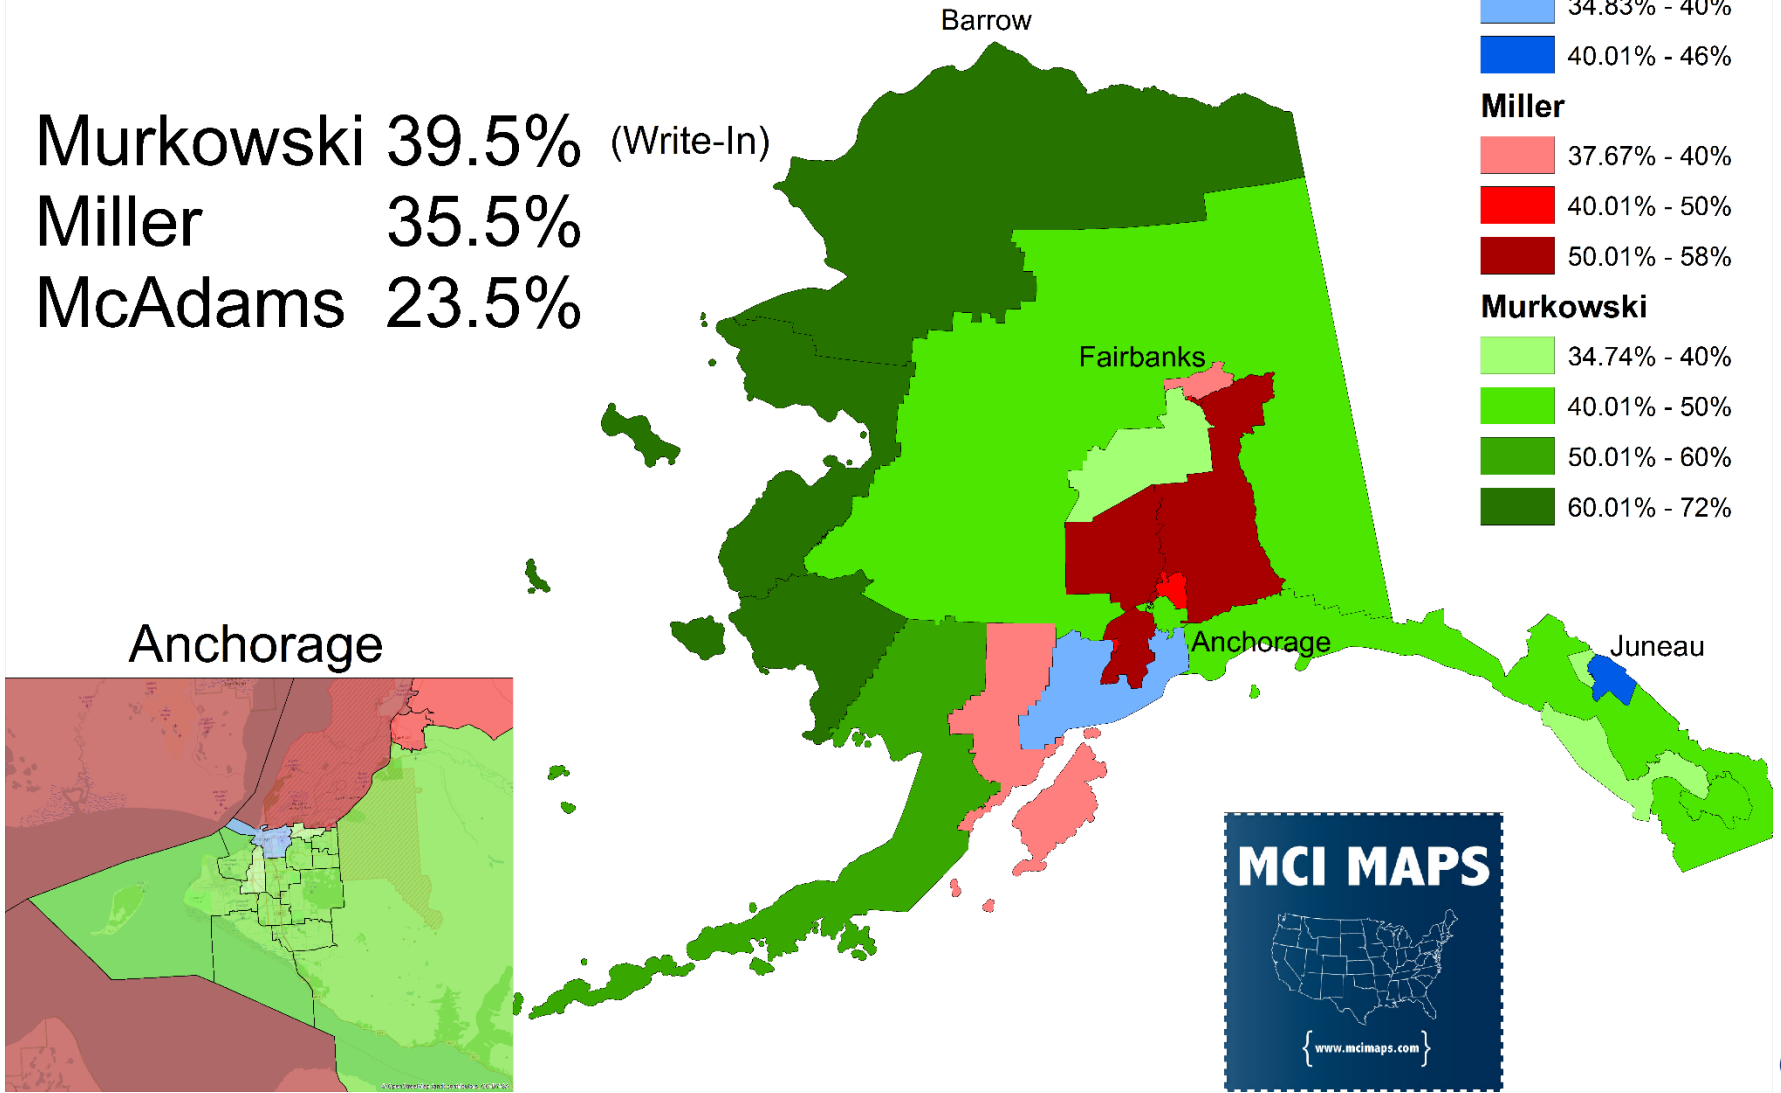 Barrow
34.83% - 40%
40.01% - 46%
Miller
37.67% - 40%
40.01% - 50%
50.01% - 58%
Murkowski
34.74% - 40%
40.01% - 50%
50.01% - 60%
60.01% - 72%
Murkowski 39.5% (Write-In)
Miller 35.5%
McAdams 23.5%
Fairbanks
Anchorage
Juneau
Anchorage
MCI MAPS
{ www.mcimaps.com }